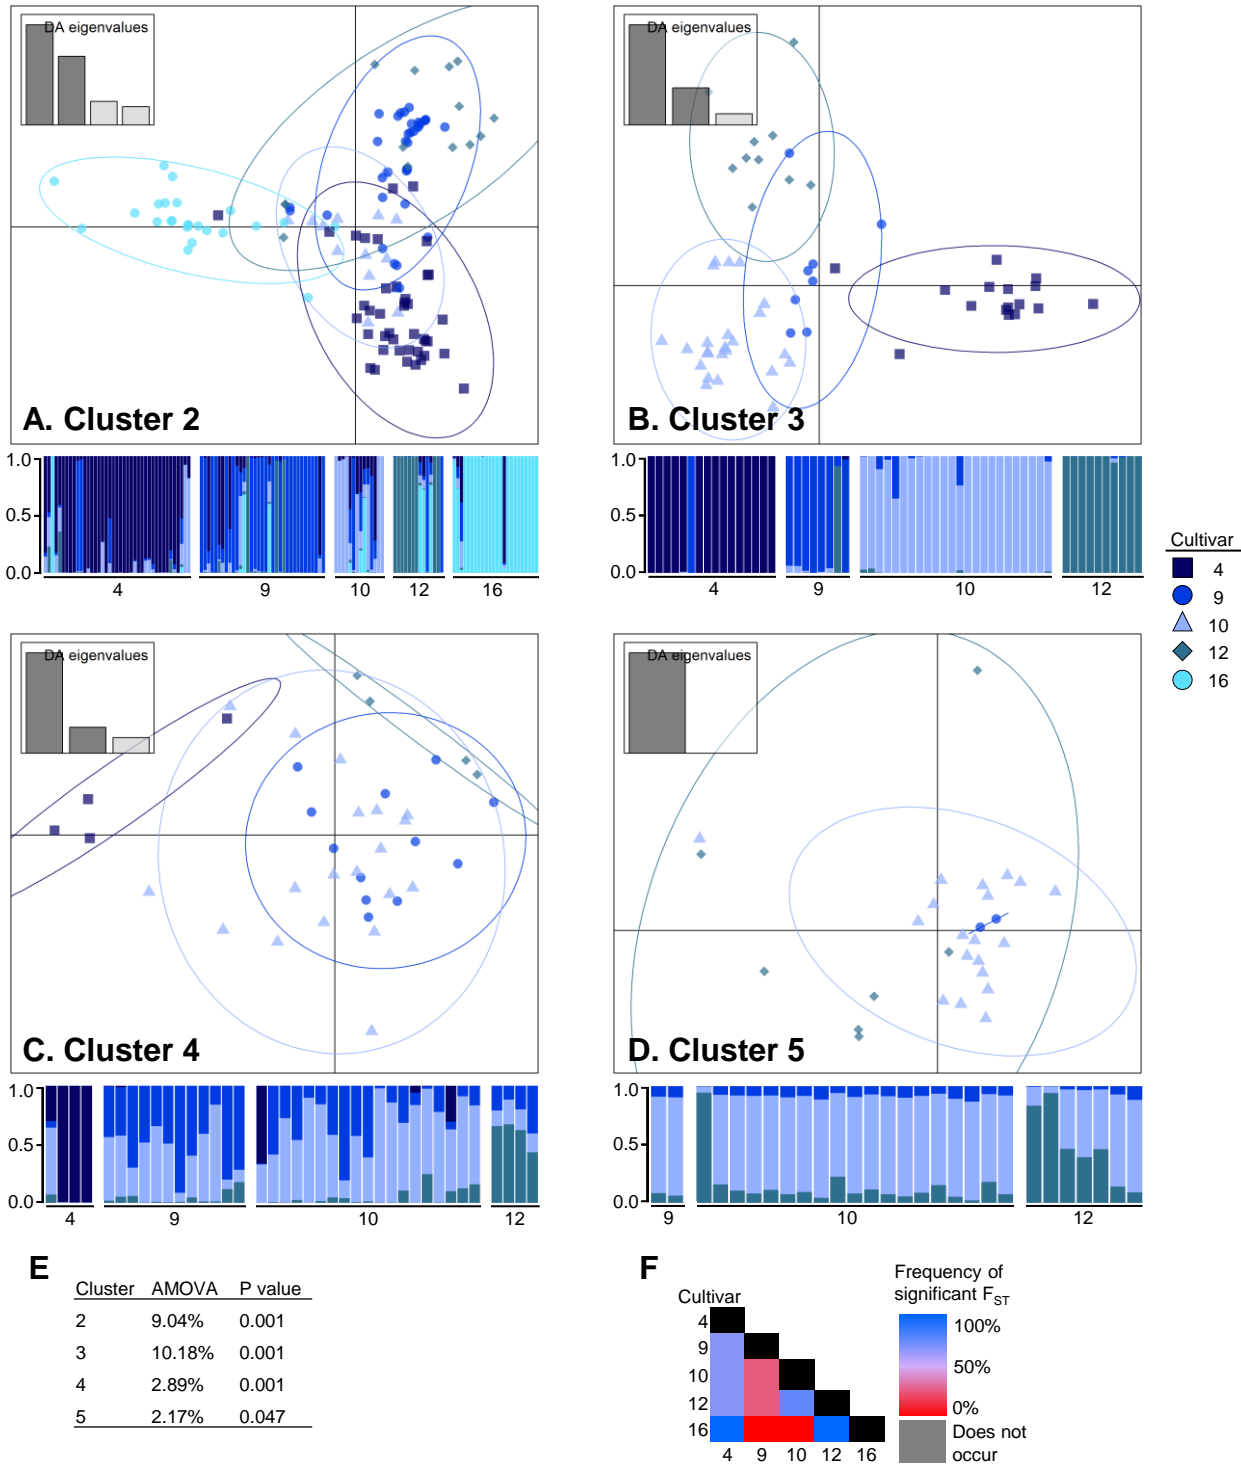 DA eigenvalues
A. Cluster 2
DA eigenvalues
B. Cluster 3
1.0
0.5
0.0
4 9 10 12 16
1.0
0.5
0.0
4 9 10 12
Cultivar
4
9
10
12
16
DA eigenvalues
C. Cluster 4
DA eigenvalues
D. Cluster 5
1.0
0.5
0.0
4 9 10 12
1.0
0.5
0.0
9 10 12
E
Cluster AMOVA P value
2 9.04% 0.001
3 10.18% 0.001
4 2.89% 0.001
5 2.17% 0.047
F
Cultivar
4
9
10
12
16
4 9 10 12 16
Frequency of
significant FST
100%
50%
0%
Does not
occur